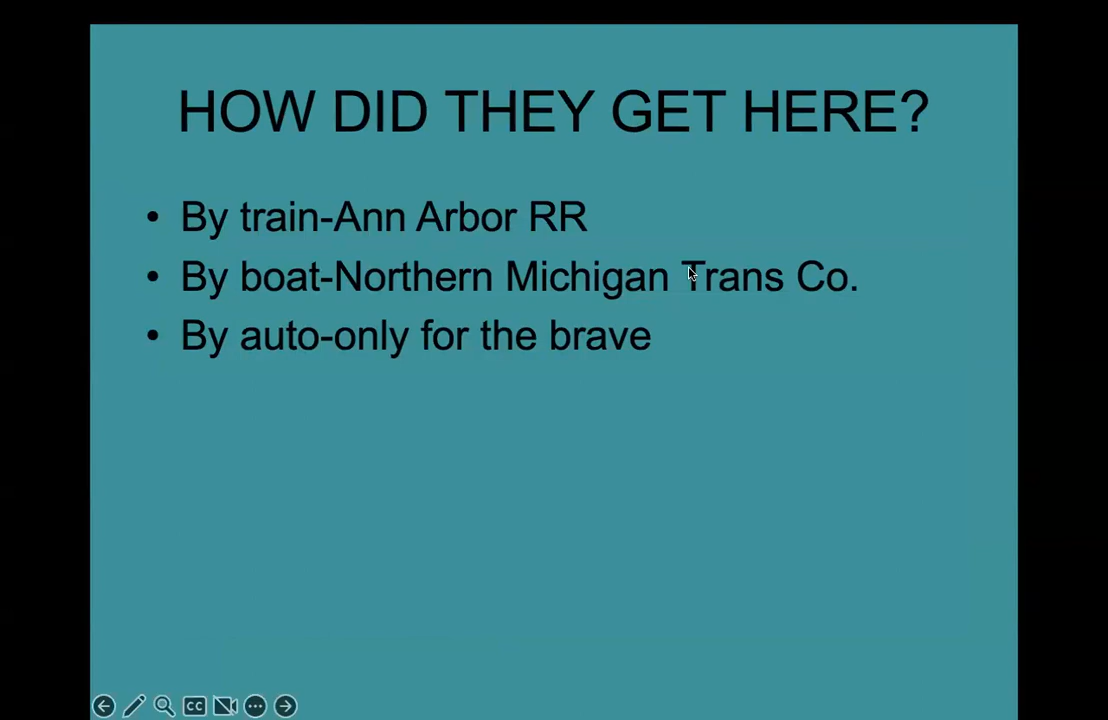 HOW DID THEY GET HERE?
• By train-Ann Arbor RR
• By boat-Northern Michigan Trans Co.
• By auto-only for the brave
CC